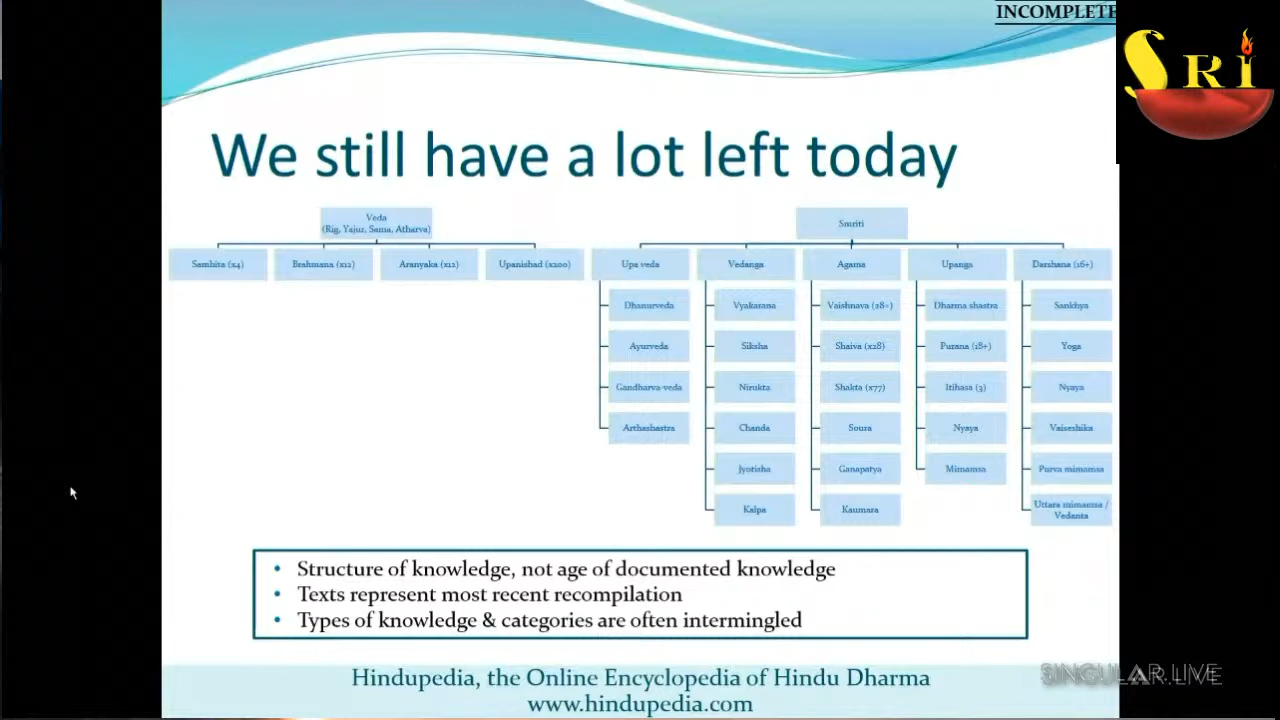 INCOMPLETE
SRi
We still have a lot left today
Veda
(Rig, Yajur, Sama, Atharva)
Smriti
Samhita (x4)
Brahmana (x12)
Aranyaka (x12)
Upanishad (x200)
Upa veda
Vedanga
Agama
Upanga
Darshana (16+)
Dhanurveda
Vyakarana
Vaishnava (28+)
Dharma shastra
Sankhya
Ayurveda
Siksha
Shaiva (x28)
Purana (18+)
Yoga
Gandharva-veda
Nirukta
Shakta (x77)
Itihasa (3)
Nyaya
Arthashastra
Chanda
Soura
Nyaya
Vaiseshika
Jyotisha
Ganapatya
Mimamsa
Purva mimamsa
Kalpa
Kaumara
Uttara mimamsa /
Vedanta
• Structure of knowledge, not age of documented knowledge
• Texts represent most recent recompilation
• Types of knowledge & categories are often intermingled
Hindupedia, the Online Encyclopedia of Hindu Dharma
www.hindupedia.com
SINGULAR.LIVE